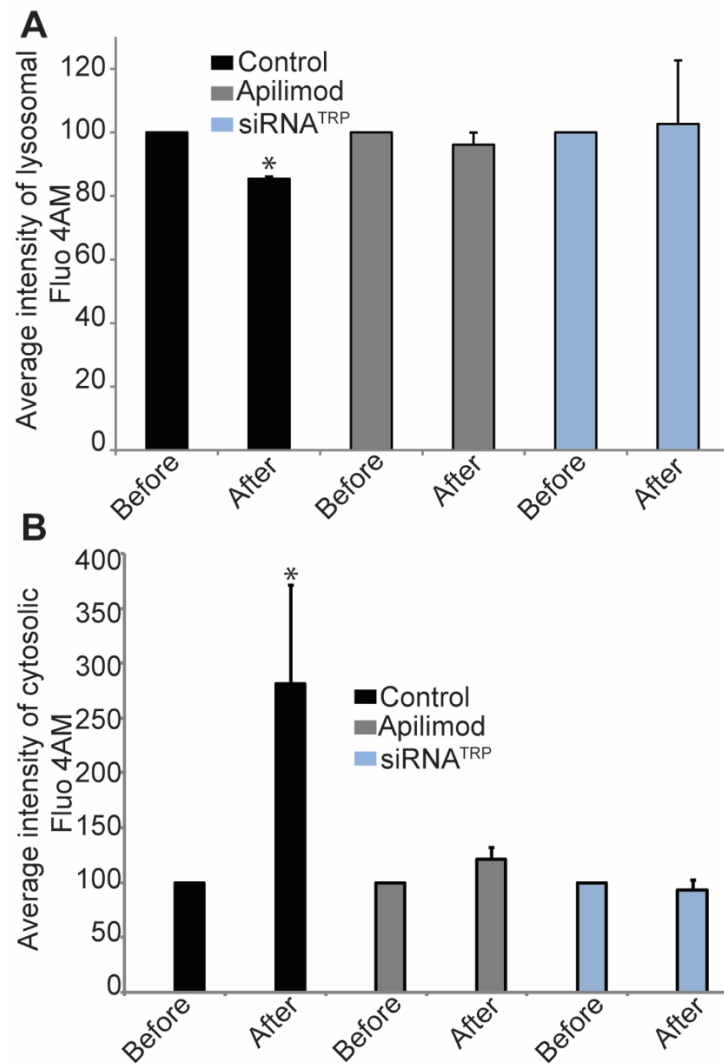 A
Average intensity of lysosomal
Fluo 4AM
120
100
80
60
40
20
0
Control
Apilimod
siRNATRP
*
Before
After
Before
After
Before
After
B
Average intensity of cytosolic
Fluo 4AM
400
350
300
250
200
150
100
50
0
*
Control
Apilimod
siRNATRP
Before
After
Before
After
Before
After